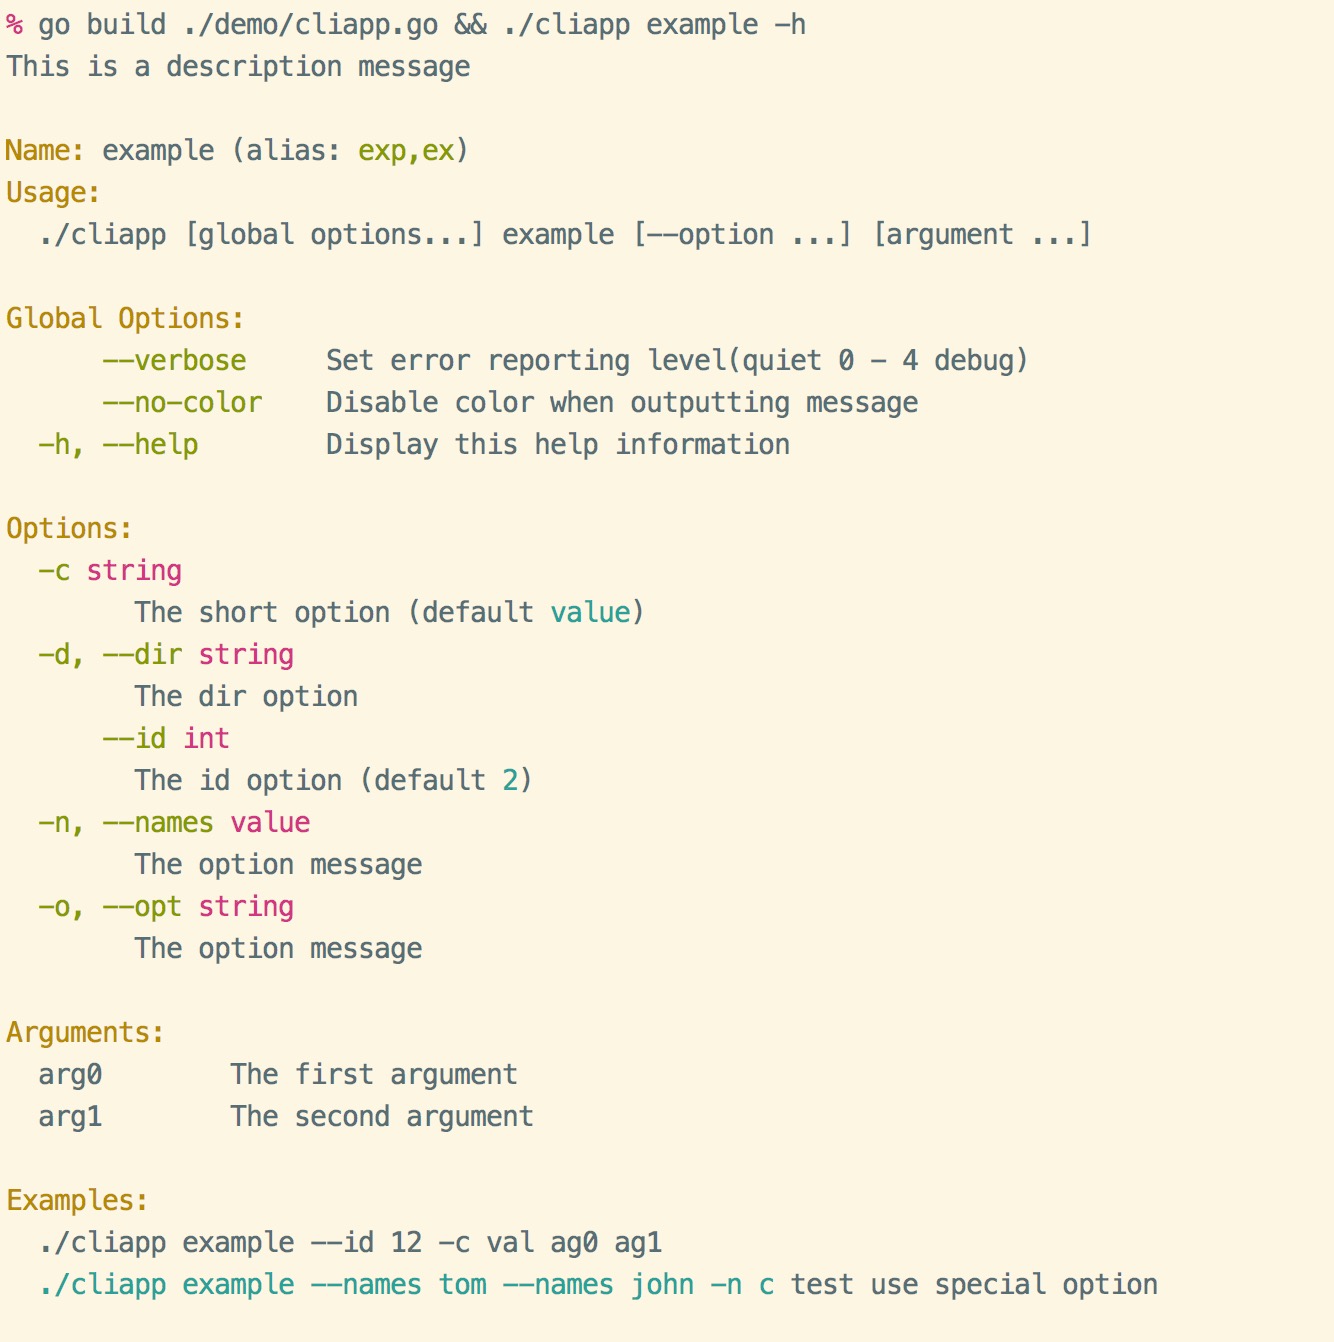 % go build ./demo/cliapp.go && ./cliapp example -h
This is a description message
Name: example (alias: exp,ex)
Usage:
./cliapp [global options...] example [--option ...] [argument ...]
Global Options:
--verbose Set error reporting level(quiet 0 - 4 debug)
--no-color Disable color when outputting message
-h, --help Display this help information
Options:
-c string
The short option (default value)
-d, --dir string
The dir option
--id int
The id option (default 2)
-n, --names value
The option message
-o, --opt string
The option message
Arguments:
arg0 The first argument
arg1 The second argument
Examples:
./cliapp example --id 12 -c val ag0 ag1
./cliapp example --names tom --names john -n c test use special option